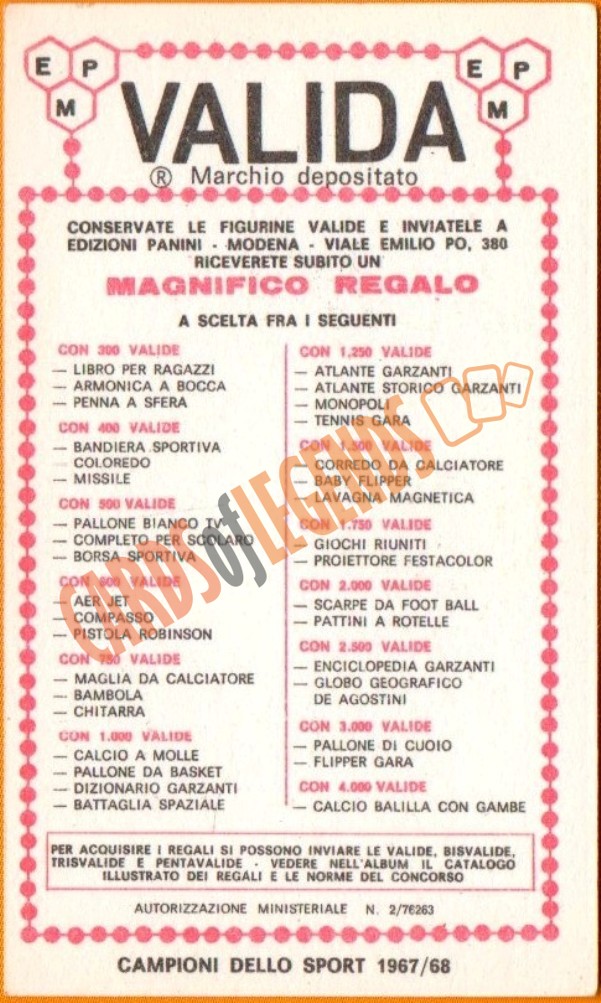 E P M
E P M
VALIDA
® Marchio depositato
CONSERVATE LE FIGURINE VALIDE E INVIATELE A
EDIZIONI PANINI - MODENA - VIALE EMILIO PO, 380
RICEVERETE SUBITO UN
MAGNIFICO REGALO
A SCELTA FRA I SEGUENTI
CON 300 VALIDE
— LIBRO PER RAGAZZI
— ARMONICA A BOCCA
— PENNA A SFERA
CON 400 VALIDE
— BANDIERA SPORTIVA
— COLOREDO
— MISSILE
CON 500 VALIDE
— PALLONE BIANCO TV
— COMPLETO PER SCOLARO
— BORSA SPORTIVA
CON 600 VALIDE
— AER JET
— COMPASSO
— PISTOLA ROBINSON
CON 750 VALIDE
— MAGLIA DA CALCIATORE
— BAMBOLA
— CHITARRA
CON 1.000 VALIDE
— CALCIO A MOLLE
— PALLONE DA BASKET
— DIZIONARIO GARZANTI
— BATTAGLIA SPAZIALE
CON 1.250 VALIDE
— ATLANTE GARZANTI
— ATLANTE STORICO GARZANTI
— MONOPOLI
— TENNIS GARA
CON 1.500 VALIDE
— CORREDO DA CALCIATORE
— BABY FLIPPER
— LAVAGNA MAGNETICA
CON 1.750 VALIDE
— GIOCHI RIUNITI
— PROIETTORE FESTACOLOR
CON 2.000 VALIDE
— SCARPE DA FOOT BALL
— PATTINI A ROTELLE
CON 2.500 VALIDE
— ENCICLOPEDIA GARZANTI
— GLOBO GEOGRAFICO
DE AGOSTINI
CON 3.000 VALIDE
— PALLONE DI CUOIO
— FLIPPER GARA
CON 4.000 VALIDE
— CALCIO BALILLA CON GAMBE
PER ACQUISIRE I REGALI SI POSSONO INVIARE LE VALIDE, BISVALIDE,
TRISVALIDE E PENTAVALIDE - VEDERE NELL'ALBUM IL CATALOGO
ILLUSTRATO DEI REGALI E LE NORME DEL CONCORSO
AUTORIZZAZIONE MINISTERIALE N. 2/76263
CAMPIONI DELLO SPORT 1967/68
CARDS of LEGENDS